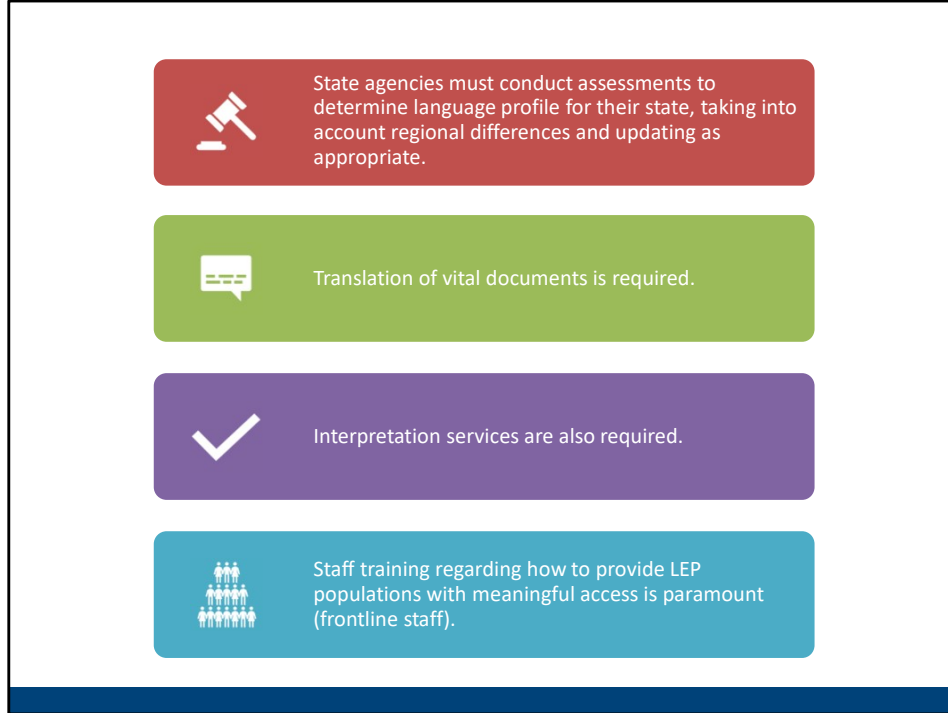 State agencies must conduct assessments to
determine language profile for their state, taking into
account regional differences and updating as
appropriate.
Translation of vital documents is required.
Interpretation services are also required.
Staff training regarding how to provide LEP
populations with meaningful access is paramount
(frontline staff).